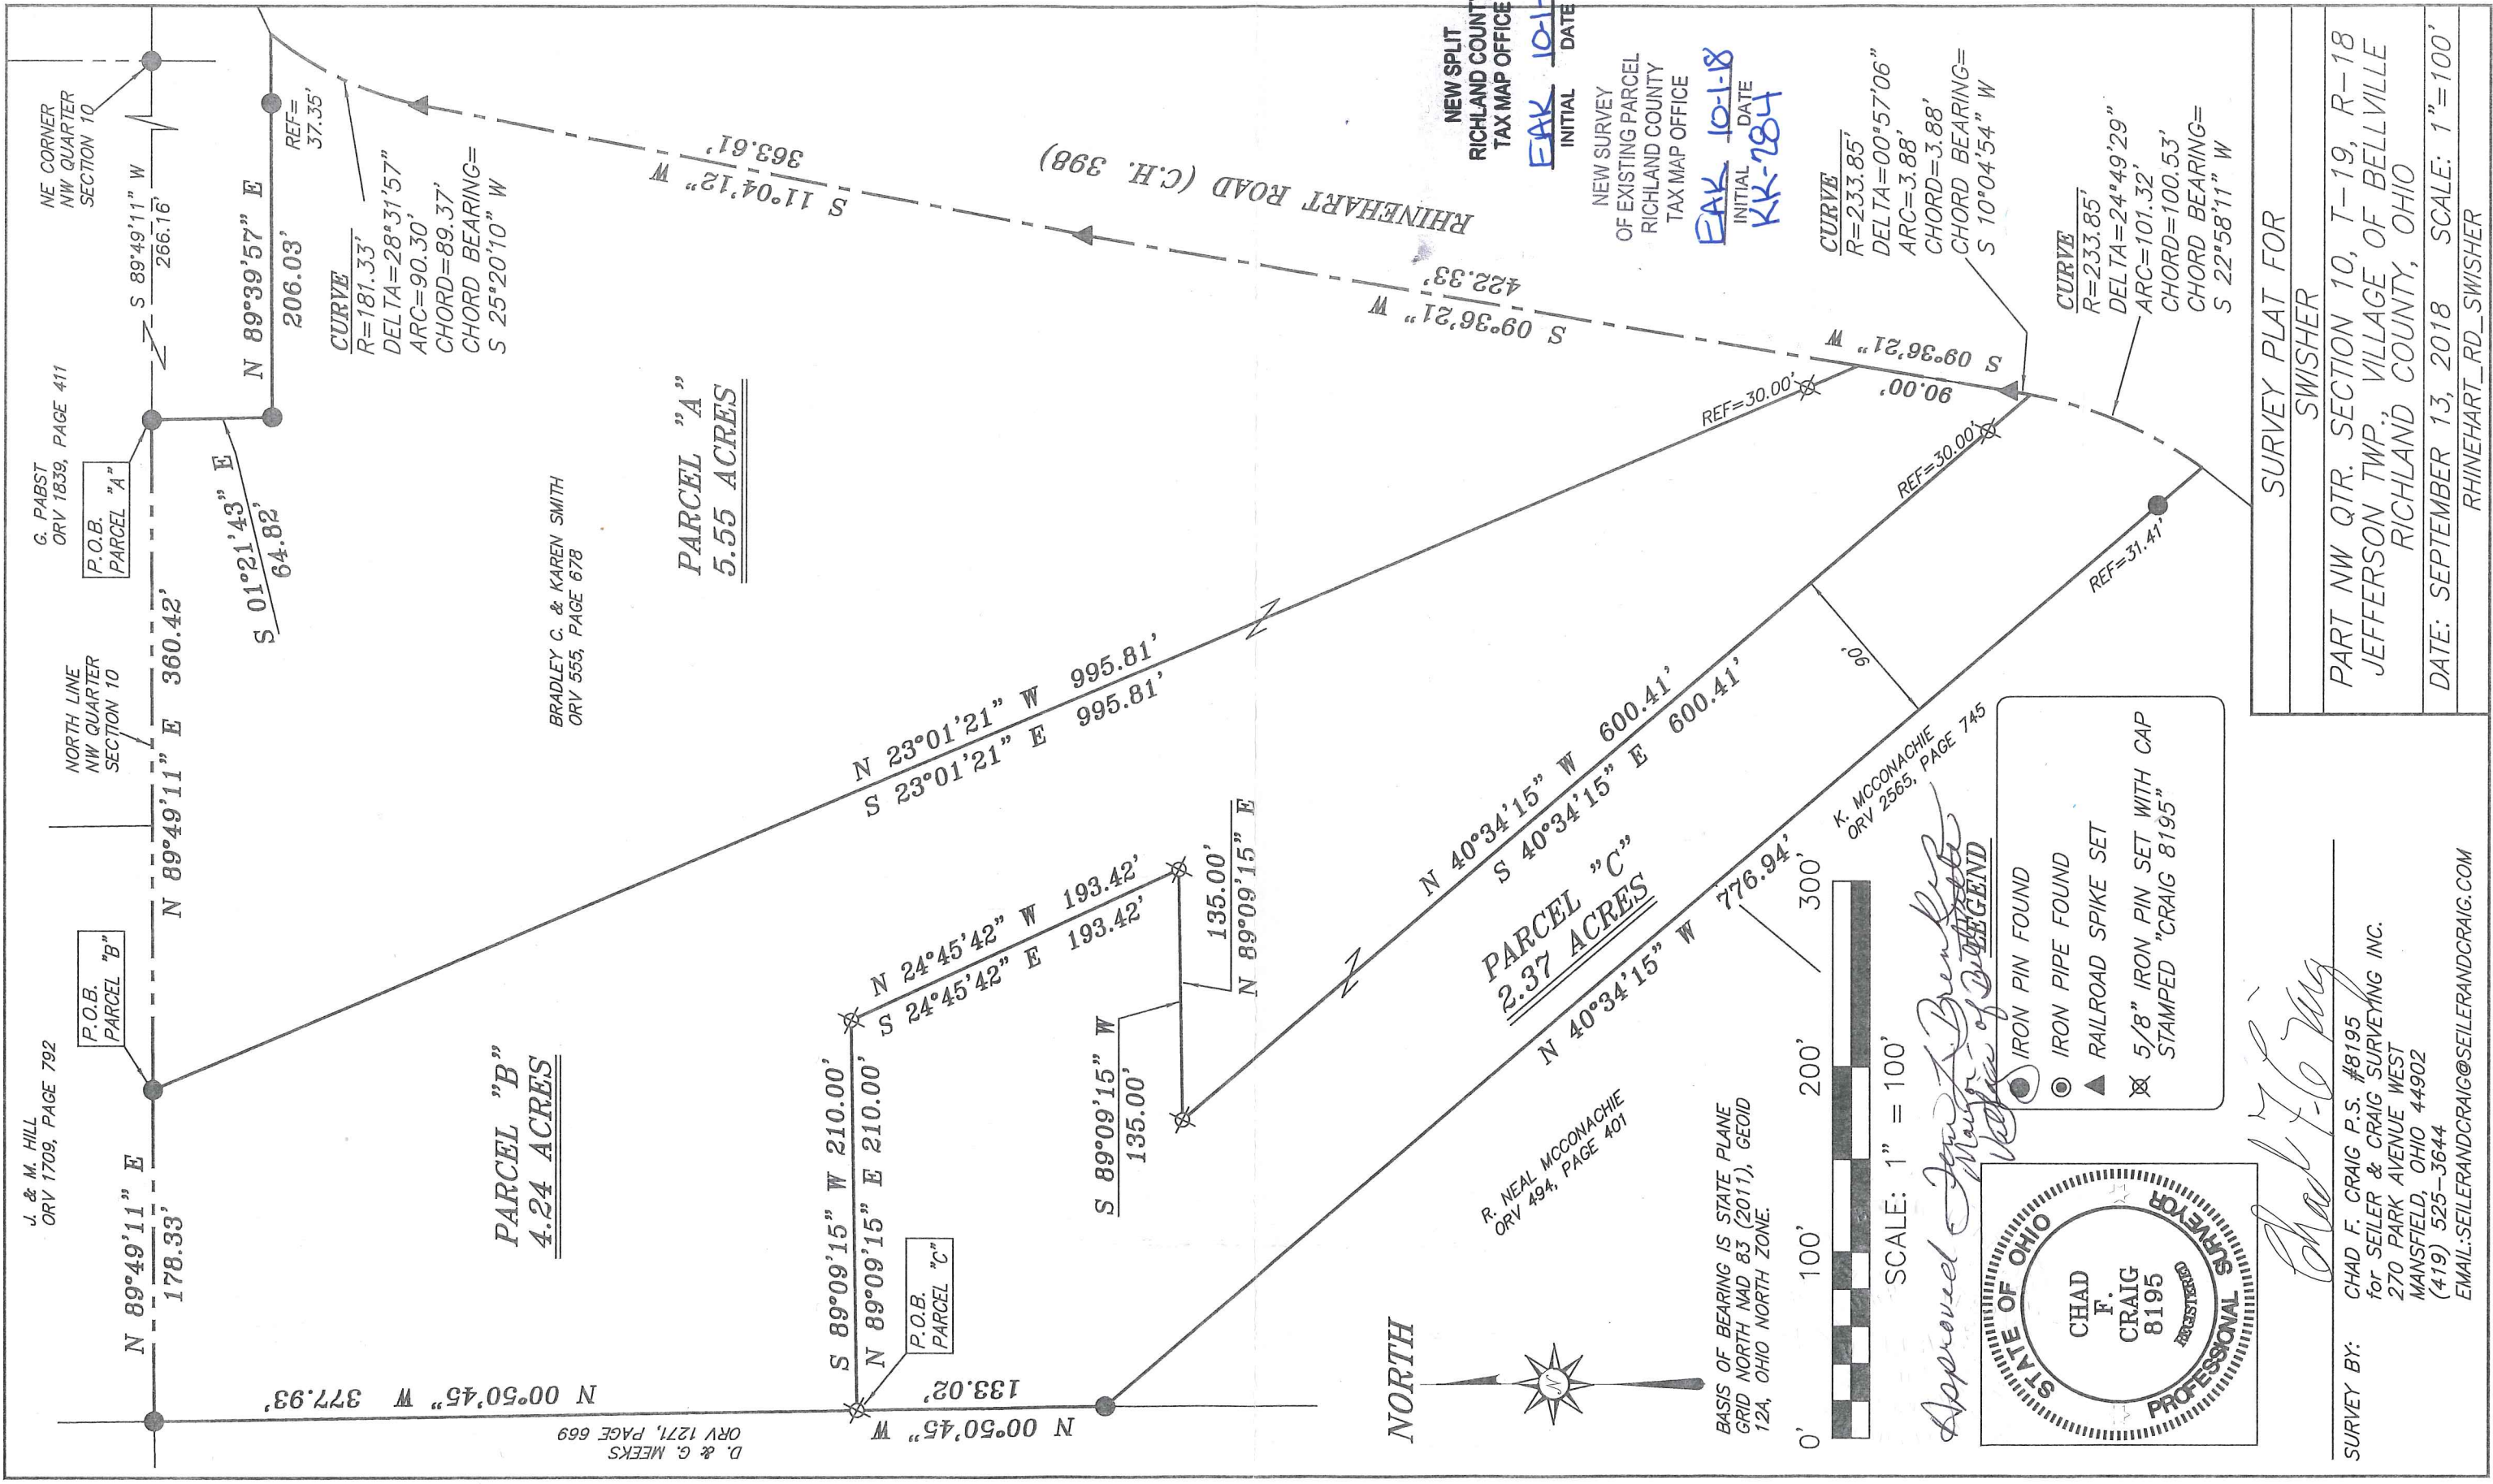 J. & M. HILL
ORV 1709, PAGE 792
G. PABST
ORV 1839, PAGE 411
NE CORNER
NW QUARTER
SECTION 10
NORTH LINE
NW QUARTER
SECTION 10
P.O.B.
PARCEL "B"
P.O.B.
PARCEL "A"
N 89°49'11" E
178.33'
N 89°49'11" E 360.42'
S 89°49'11" W
266.16'
S 01°21'43" E
64.82'
N 89°39'57" E
206.03'
REF=
37.35'
CURVE
R=181.33'
DELTA=28°31'57"
ARC=90.30'
CHORD=89.37'
CHORD BEARING=
S 25°20'10" W
S 11°04'12" W
363.61'
RHINEHART ROAD (C.H. 398)
S 09°36'21" W
422.33'
S 09°36'21" W
90.00'
BRADLEY C. & KAREN SMITH
ORV 555, PAGE 678
PARCEL "A"
5.55 ACRES
N 23°01'21" W 995.81'
S 23°01'21" E 995.81'
REF=30.00'
PARCEL "B"
4.24 ACRES
N 00°50'45" W 377.93'
D. & G. MEEKS
ORV 1271, PAGE 669
S 89°09'15" W 210.00'
N 89°09'15" E 210.00'
P.O.B.
PARCEL "C"
N 00°50'45" W
133.02'
N 24°45'42" W 193.42'
S 24°45'42" E 193.42'
S 89°09'15" W
135.00'
135.00'
N 89°09'15" E
N 40°34'15" W 600.41'
S 40°34'15" E 600.41'
REF=30.00'
PARCEL "C"
2.37 ACRES
N 40°34'15" W 776.94'
90'
REF=31.41'
K. MCCONACHIE
ORV 2565, PAGE 745
R. NEAL MCCONACHIE
ORV 494, PAGE 401
NEW SPLIT
RICHLAND COUNT
TAX MAP OFFICE
EAK 10-1-
INITIAL DATE
NEW SURVEY
OF EXISTING PARCEL
RICHLAND COUNTY
TAX MAP OFFICE
EAK 10-1-18
INITIAL DATE
KK-284
CURVE
R=233.85'
DELTA=00°57'06"
ARC=3.88'
CHORD=3.88'
CHORD BEARING=
S 10°04'54" W
CURVE
R=233.85'
DELTA=24°49'29"
ARC=101.32'
CHORD=100.53'
CHORD BEARING=
S 22°58'11" W
NORTH
N
BASIS OF BEARING IS STATE PLANE
GRID NORTH NAD 83 (2011), GEOID
12A, OHIO NORTH ZONE.
0' 100' 200' 300'
SCALE: 1" = 100'
Approved
Mayor
Village of Bellville
LEGEND
IRON PIN FOUND
IRON PIPE FOUND
RAILROAD SPIKE SET
5/8" IRON PIN SET WITH CAP
STAMPED "CRAIG 8195"
STATE OF OHIO
CHAD
F.
CRAIG
8195
REGISTERED
PROFESSIONAL SURVEYOR
Chad F. Craig
SURVEY BY: CHAD F. CRAIG P.S. #8195
for SEILER & CRAIG SURVEYING INC.
270 PARK AVENUE WEST
MANSFIELD, OHIO 44902
(419) 525-3644
EMAIL:SEILERANDCRAIG@SEILERANDCRAIG.COM
SURVEY PLAT FOR
SWISHER
PART NW QTR. SECTION 10, T-19, R-18
JEFFERSON TWP., VILLAGE OF BELLVILLE
RICHLAND COUNTY, OHIO
DATE: SEPTEMBER 13, 2018 SCALE: 1"=100'
RHINEHART_RD_SWISHER